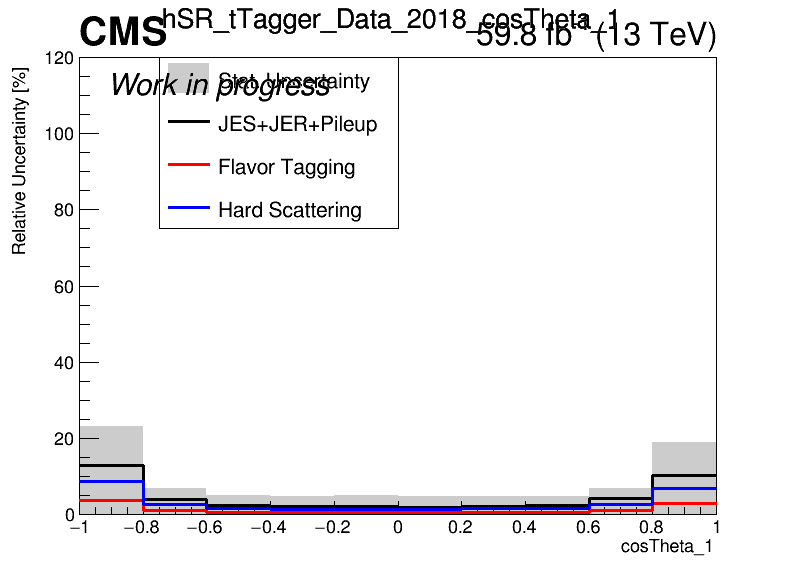 hSR_tTagger_Data_2018_cosTheta_1
CMS
59.8 fb⁻¹ (13 TeV)
Work in progress
Stat. Uncertainty
JES+JER+Pileup
Flavor Tagging
Hard Scattering
Relative Uncertainty [%]
120
100
80
60
40
20
0
−1 −0.8 −0.6 −0.4 −0.2 0 0.2 0.4 0.6 0.8 1
cosTheta_1